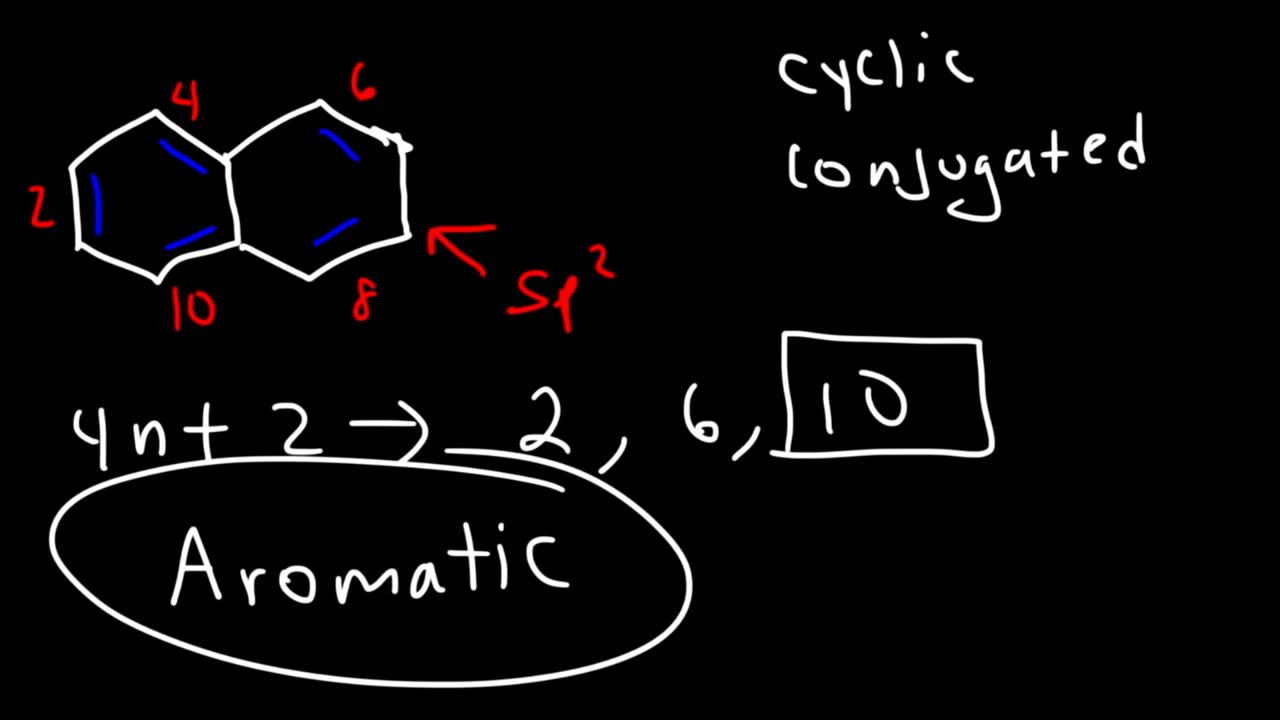 cyclic
conjugated
4
6
2
10
8
sp²
4n + 2 → 2, 6, 10
Aromatic